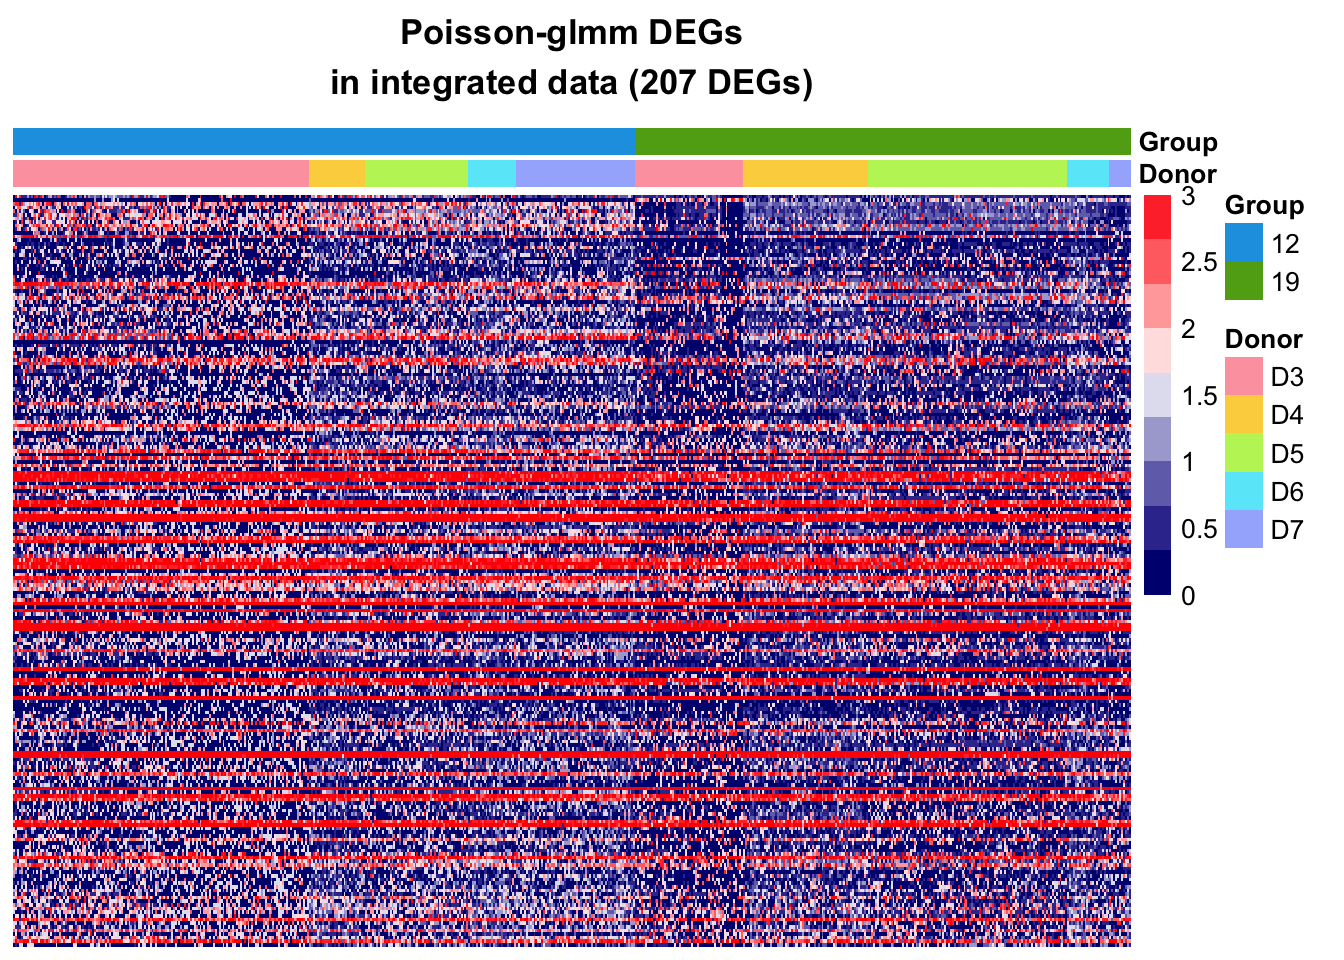 Poisson-glmm DEGs
in integrated data (207 DEGs)
Group
Donor
3
2.5
2
1.5
1
0.5
0
Group
12
19
Donor
D3
D4
D5
D6
D7